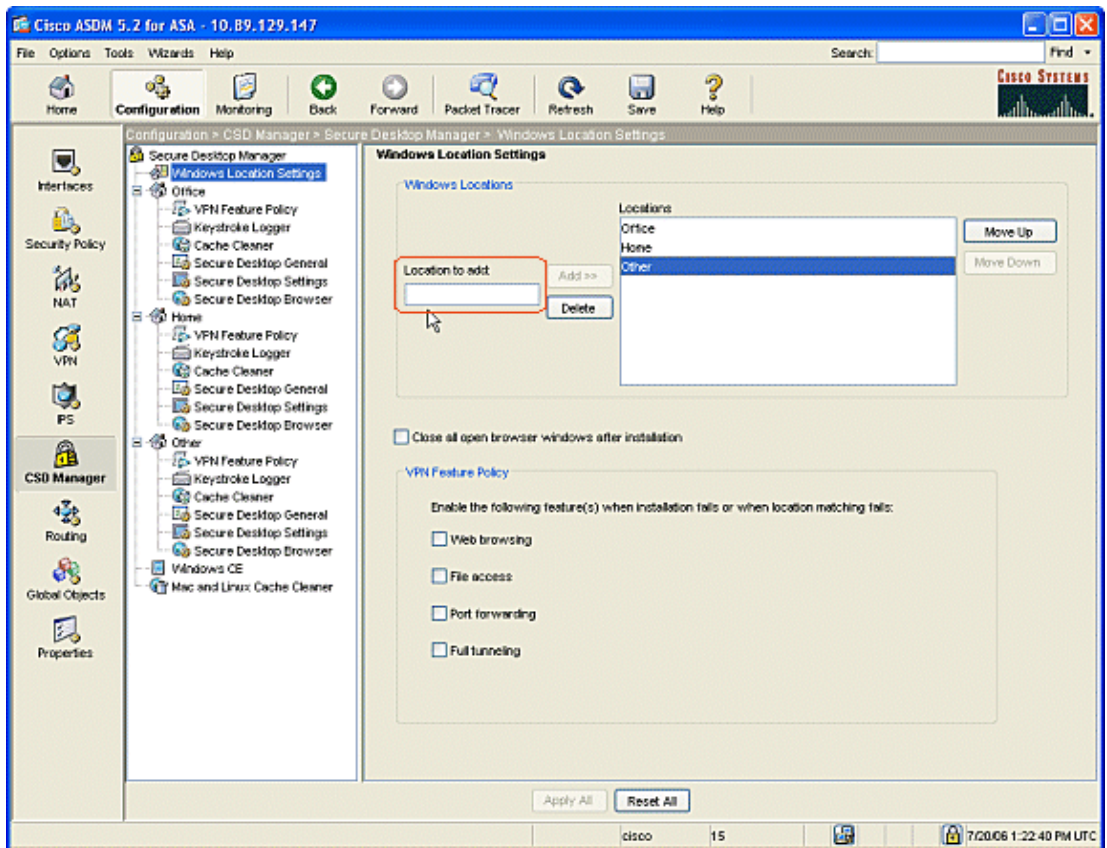 Cisco ASDM 5.2 for ASA - 10.89.129.147
File Options Tools Wizards Help Search: Find
Home Configuration Monitoring Back Forward Packet Tracer Refresh Save Help
CISCO SYSTEMS
Configuration > CSD Manager > Secure Desktop Manager > Windows Location Settings
Interfaces
Security Policy
NAT
VPN
IPS
CSD Manager
Routing
Global Objects
Properties
Secure Desktop Manager
Windows Location Settings
Office
VPN Feature Policy
Keystroke Logger
Cache Cleaner
Secure Desktop General
Secure Desktop Settings
Secure Desktop Browser
Home
VPN Feature Policy
Keystroke Logger
Cache Cleaner
Secure Desktop General
Secure Desktop Settings
Secure Desktop Browser
Other
VPN Feature Policy
Keystroke Logger
Cache Cleaner
Secure Desktop General
Secure Desktop Settings
Secure Desktop Browser
Windows CE
Mac and Linux Cache Cleaner
Windows Location Settings
Windows Locations
Location to add:
Add >>
Delete
Locations
Office
Home
Other
Move Up
Move Down
Close all open browser windows after installation
VPN Feature Policy
Enable the following feature(s) when installation fails or when location matching fails:
Web browsing
File access
Port forwarding
Full tunneling
Apply All Reset All
cisco 15 7/20/06 1:22:40 PM UTC